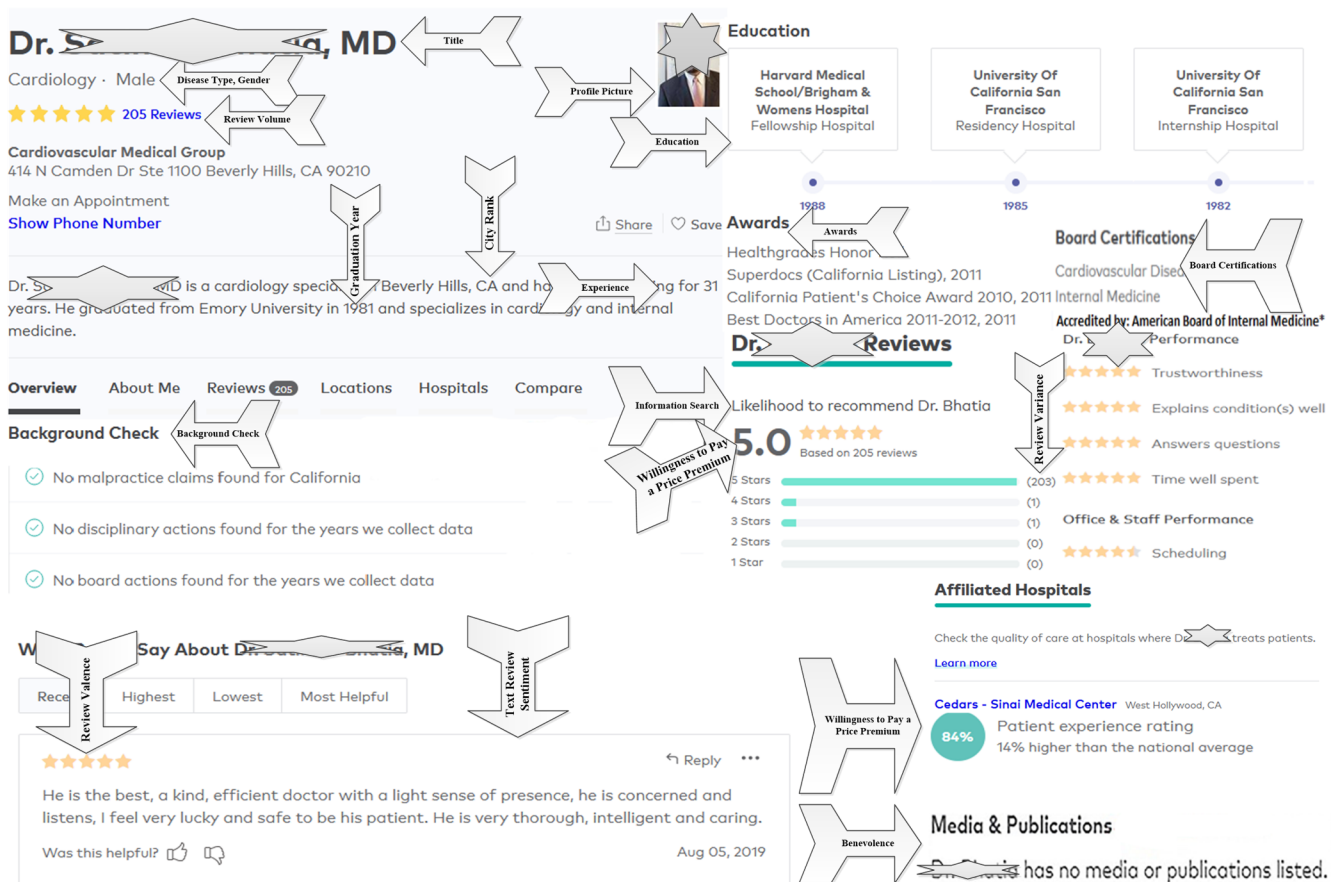 Dr.
, MD
Title
Cardiology · Male
Disease Type, Gender
205 Reviews
Review Volume
Profile Picture
Education
Cardiovascular Medical Group
414 N Camden Dr Ste 1100 Beverly Hills, CA 90210
Make an Appointment
Show Phone Number
Graduation Year
City Rank
Share
Save
Dr.
MD is a cardiology
Beverly Hills, CA and
for 31
Experience
years. He graduated from Emory University in 1981 and specializes in
and internal
medicine.
Overview
About Me
Reviews 205
Locations
Hospitals
Compare
Background Check
Background Check
No malpractice claims found for California
No disciplinary actions found for the years we collect data
No board actions found for the years we collect data
Information Search
Willingness to Pay
a Price Premium
Education
Harvard Medical
School/Brigham &
Womens Hospital
Fellowship Hospital
University Of
California San
Francisco
Residency Hospital
University Of
California San
Francisco
Internship Hospital
1988
1985
1982
Awards
Awards
Healthgrades Honor
Superdocs (California Listing), 2011
California Patient's Choice Award 2010, 2011
Best Doctors in America 2011-2012, 2011
Board Certifications
Board Certifications
Cardiovascular
Internal Medicine
Accredited by: American Board of Internal Medicine*
Dr.
Reviews
Likelihood to recommend Dr. Bhatia
5.0
Based on 205 reviews
5 Stars
(203)
4 Stars
(1)
3 Stars
(1)
2 Stars
(0)
1 Star
(0)
Review Variance
Dr.
Performance
Trustworthiness
Explains condition(s) well
Answers questions
Time well spent
Office & Staff Performance
Scheduling
Say About
, MD
Review Valence
Text Review
Sentiment
Highest
Lowest
Most Helpful
Reply
He is the best, a kind, efficient doctor with a light sense of presence, he is concerned and
listens, I feel very lucky and safe to be his patient. He is very thorough, intelligent and caring.
Was this helpful?
Aug 05, 2019
Affiliated Hospitals
Check the quality of care at hospitals where Dr
treats patients.
Learn more
Cedars - Sinai Medical Center West Hollywood, CA
84%
Patient experience rating
14% higher than the national average
Willingness to Pay a
Price Premium
Benevolence
Media & Publications
has no media or publications listed.